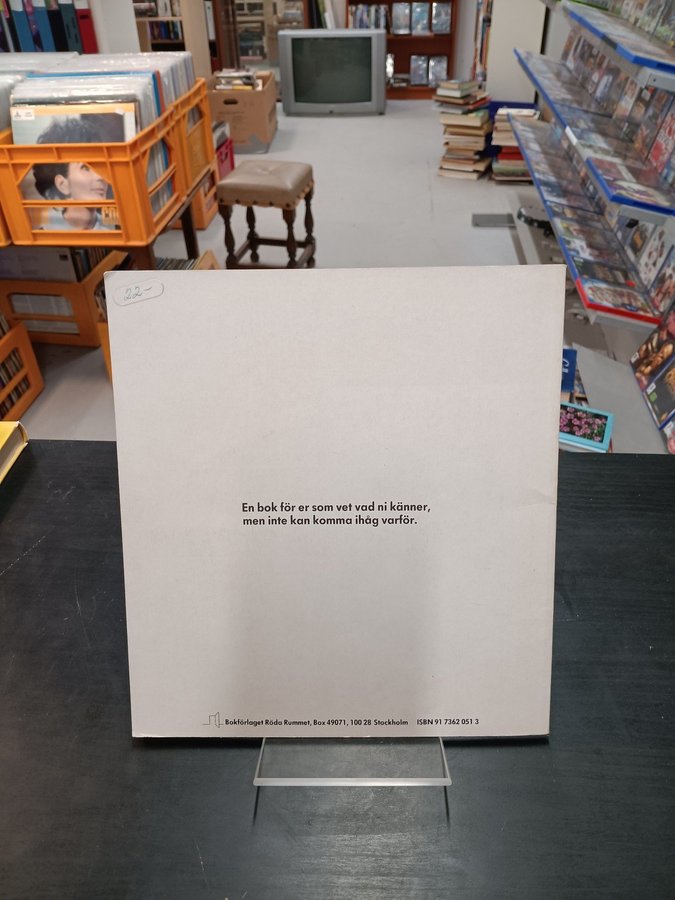 22-
En bok för er som vet vad ni känner,
men inte kan komma ihåg varför.
Bokförlaget Röda Rummet, Box 49071, 100 28 Stockholm ISBN 91 7362 051 3